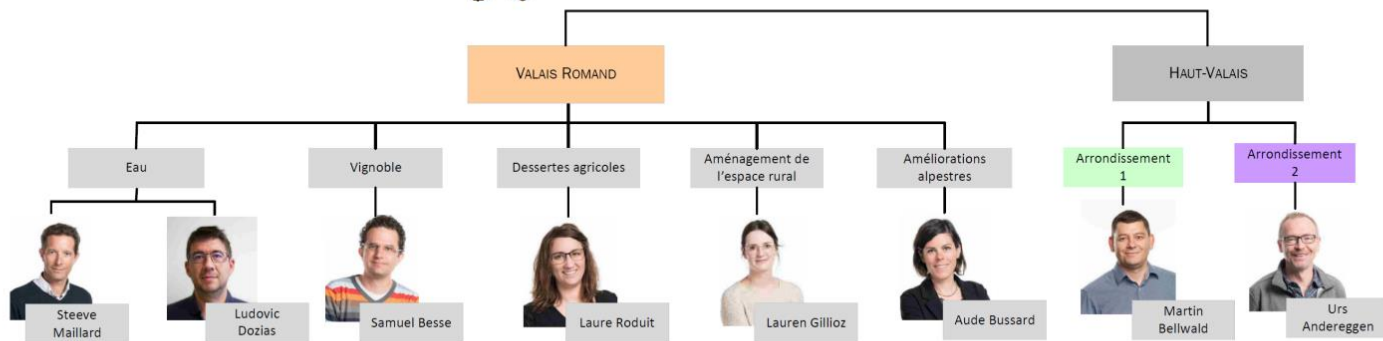 VALAIS ROMAND
HAUT-VALAIS
Eau
Vignoble
Dessertes agricoles
Aménagement de
l'espace rural
Améliorations
alpestres
Arrondissement
1
Arrondissement
2
Steeve
Maillard
Ludovic
Dozias
Samuel Besse
Laure Roduit
Lauren Gillioz
Aude Bussard
Martin
Bellwald
Urs
Andereggen